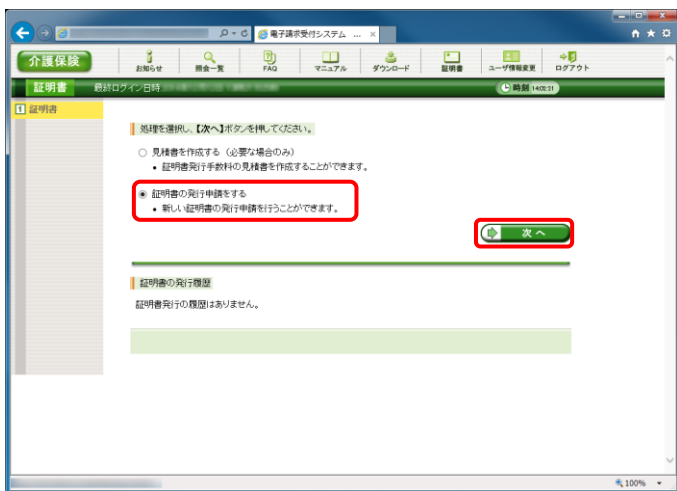 電子請求受付システム ...
介護保険
お知らせ 照会一覧 FAQ マニュアル ダウンロード 証明書 ユーザ情報変更 ログアウト
証明書 最終ログイン日時
時刻 14:02:31
1 証明書
処理を選択し、【次へ】ボタンを押してください。
見積書を作成する（必要な場合のみ）
• 証明書発行手数料の見積書を作成することができます。
証明書の発行申請をする
• 新しい証明書の発行申請を行うことができます。
次 へ
証明書の発行履歴
証明書発行の履歴はありません。
100%